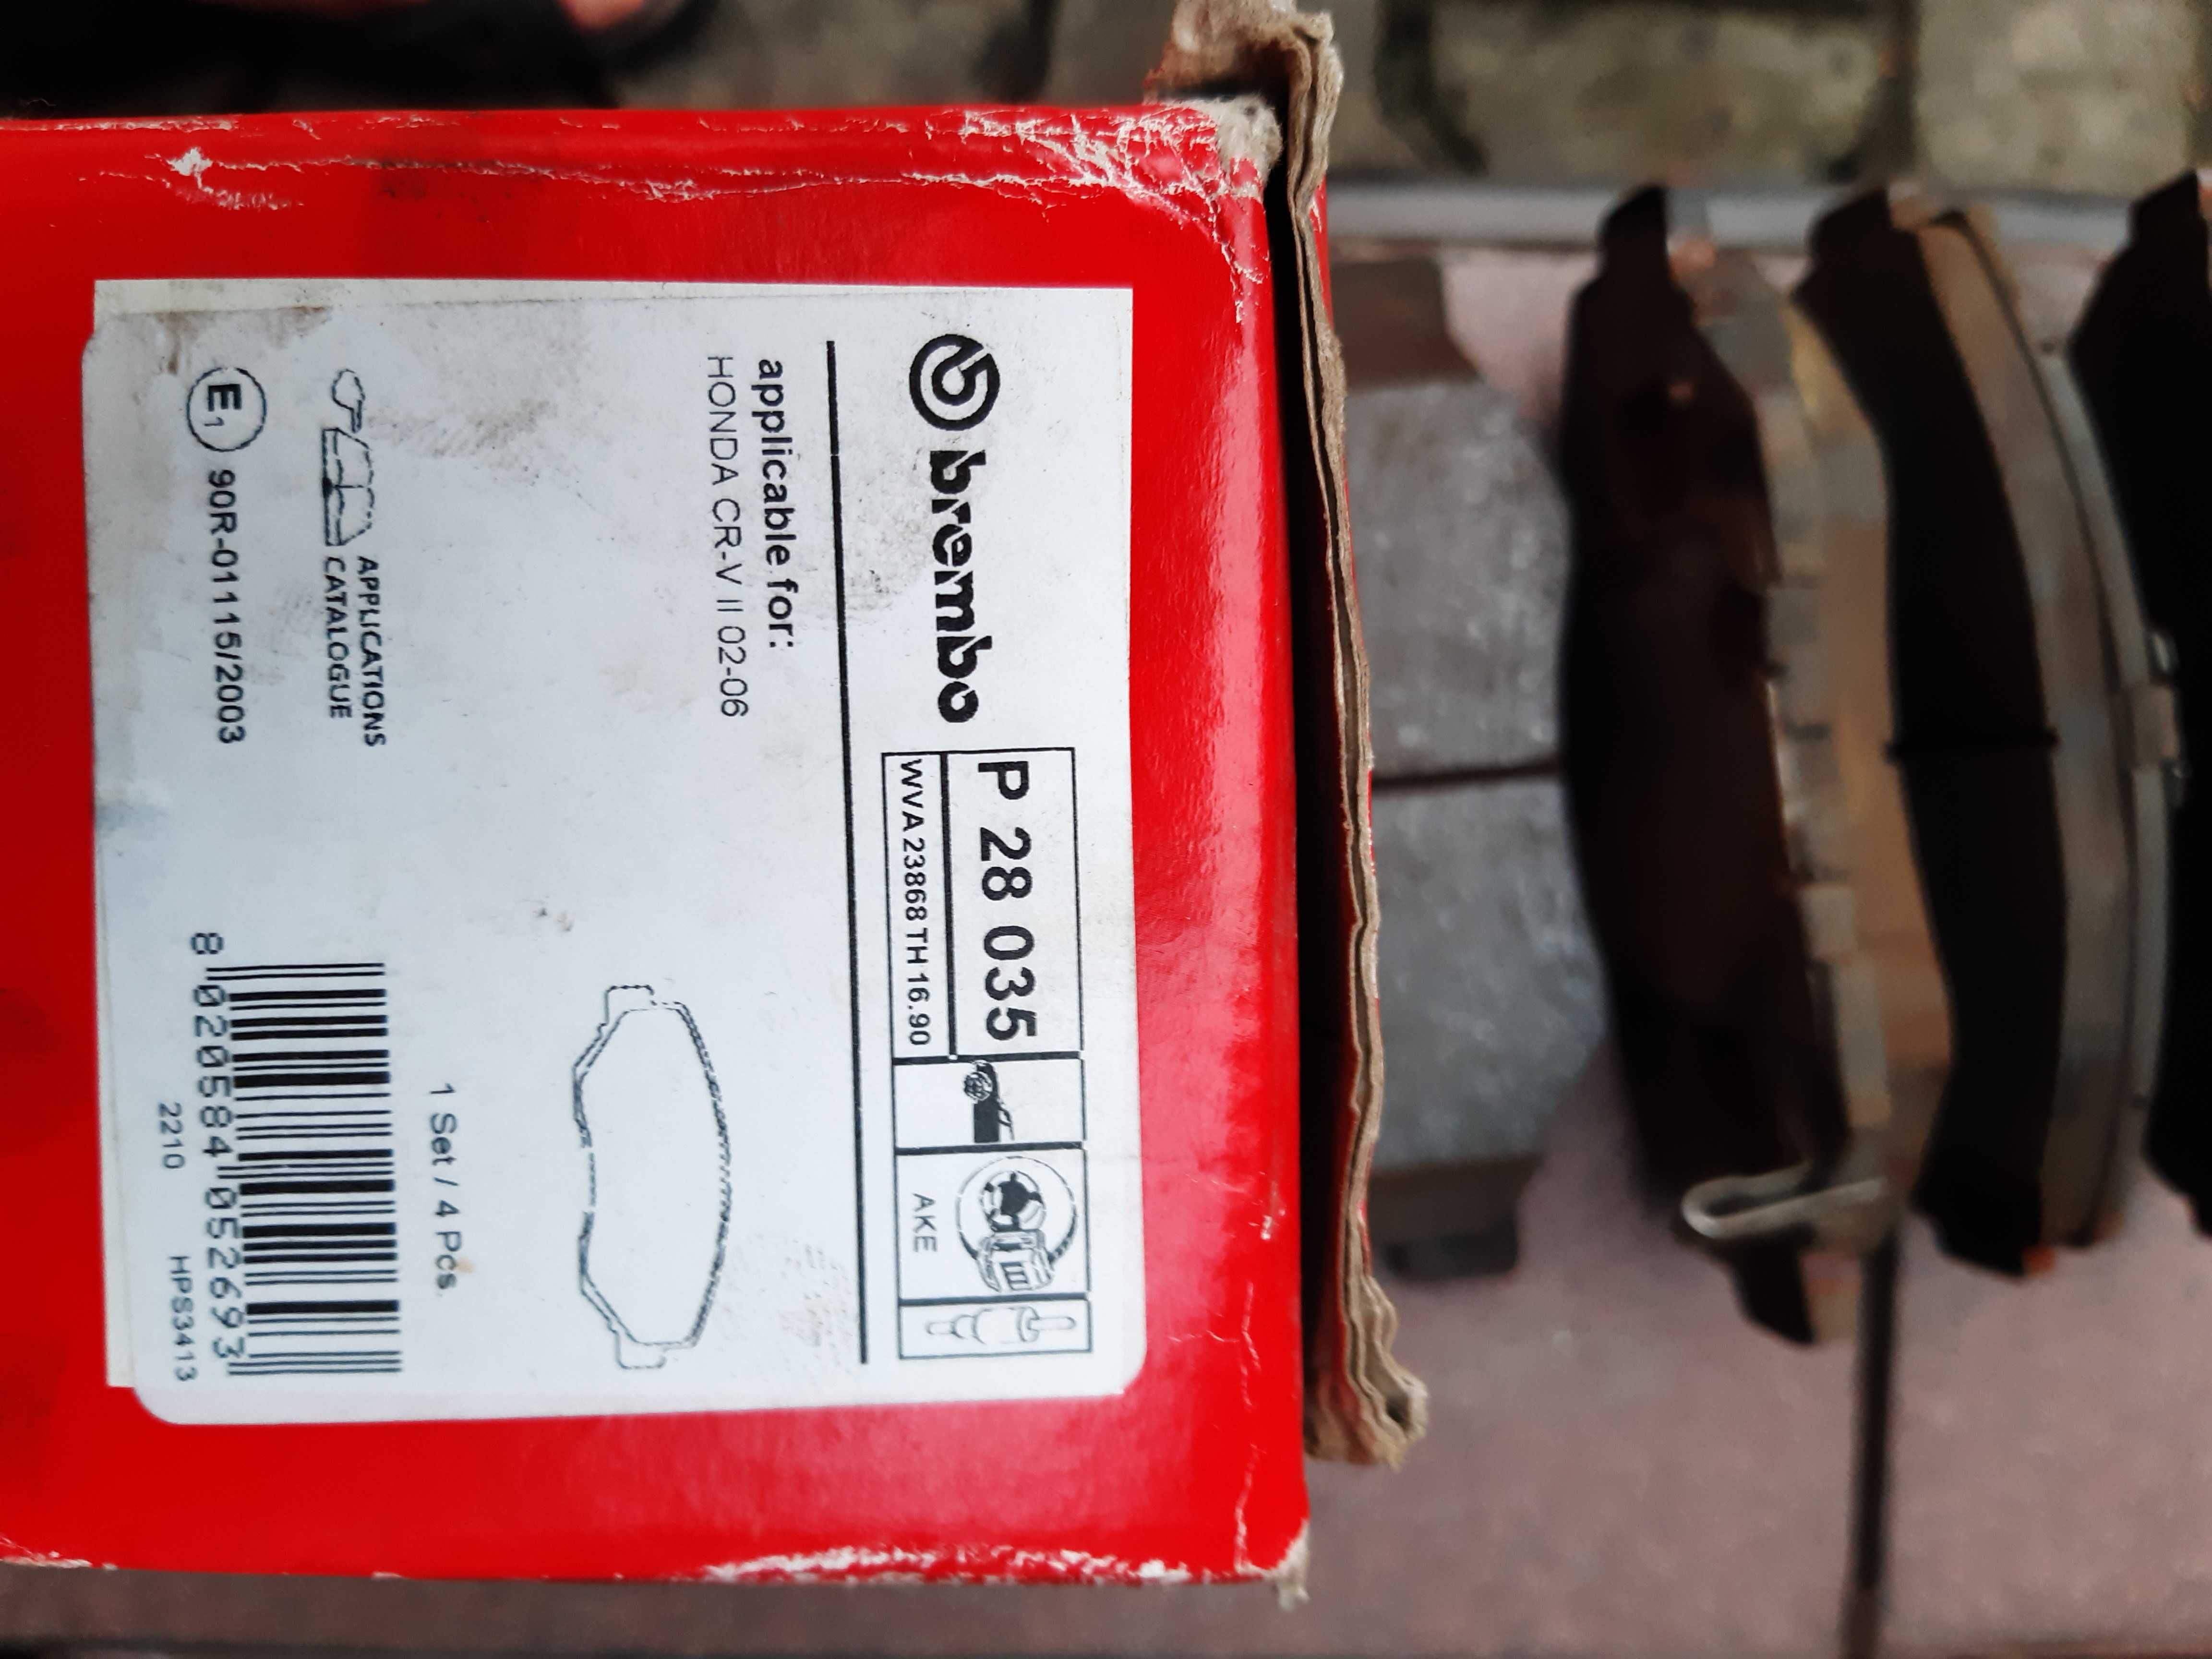 brembo
P 28 035
WVA 23868 TH 16.90
AKE
applicable for:
HONDA CR-V II 02-06
1 Set / 4 Pcs.
APPLICATIONS
CATALOGUE
E1 90R-01115/2003
8 020584 052693
2210 HPS3413